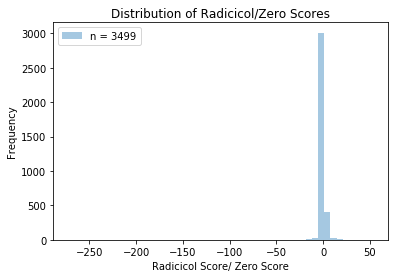 Distribution of Radicicol/Zero Scores
n = 3499
3000
2500
2000
1500
1000
500
0
Frequency
−250 −200 −150 −100 −50 0 50
Radicicol Score/ Zero Score